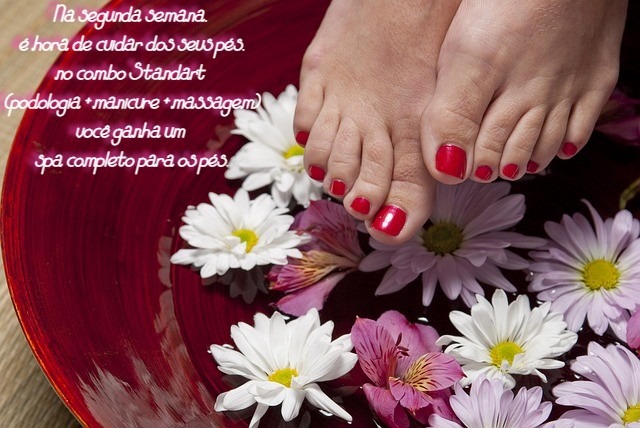 Na segunda semana.
é hora de cuidar dos seus pés.
no combo Standart
(podologia + manicure + massagem)
você ganha um
spa completo para os pés.